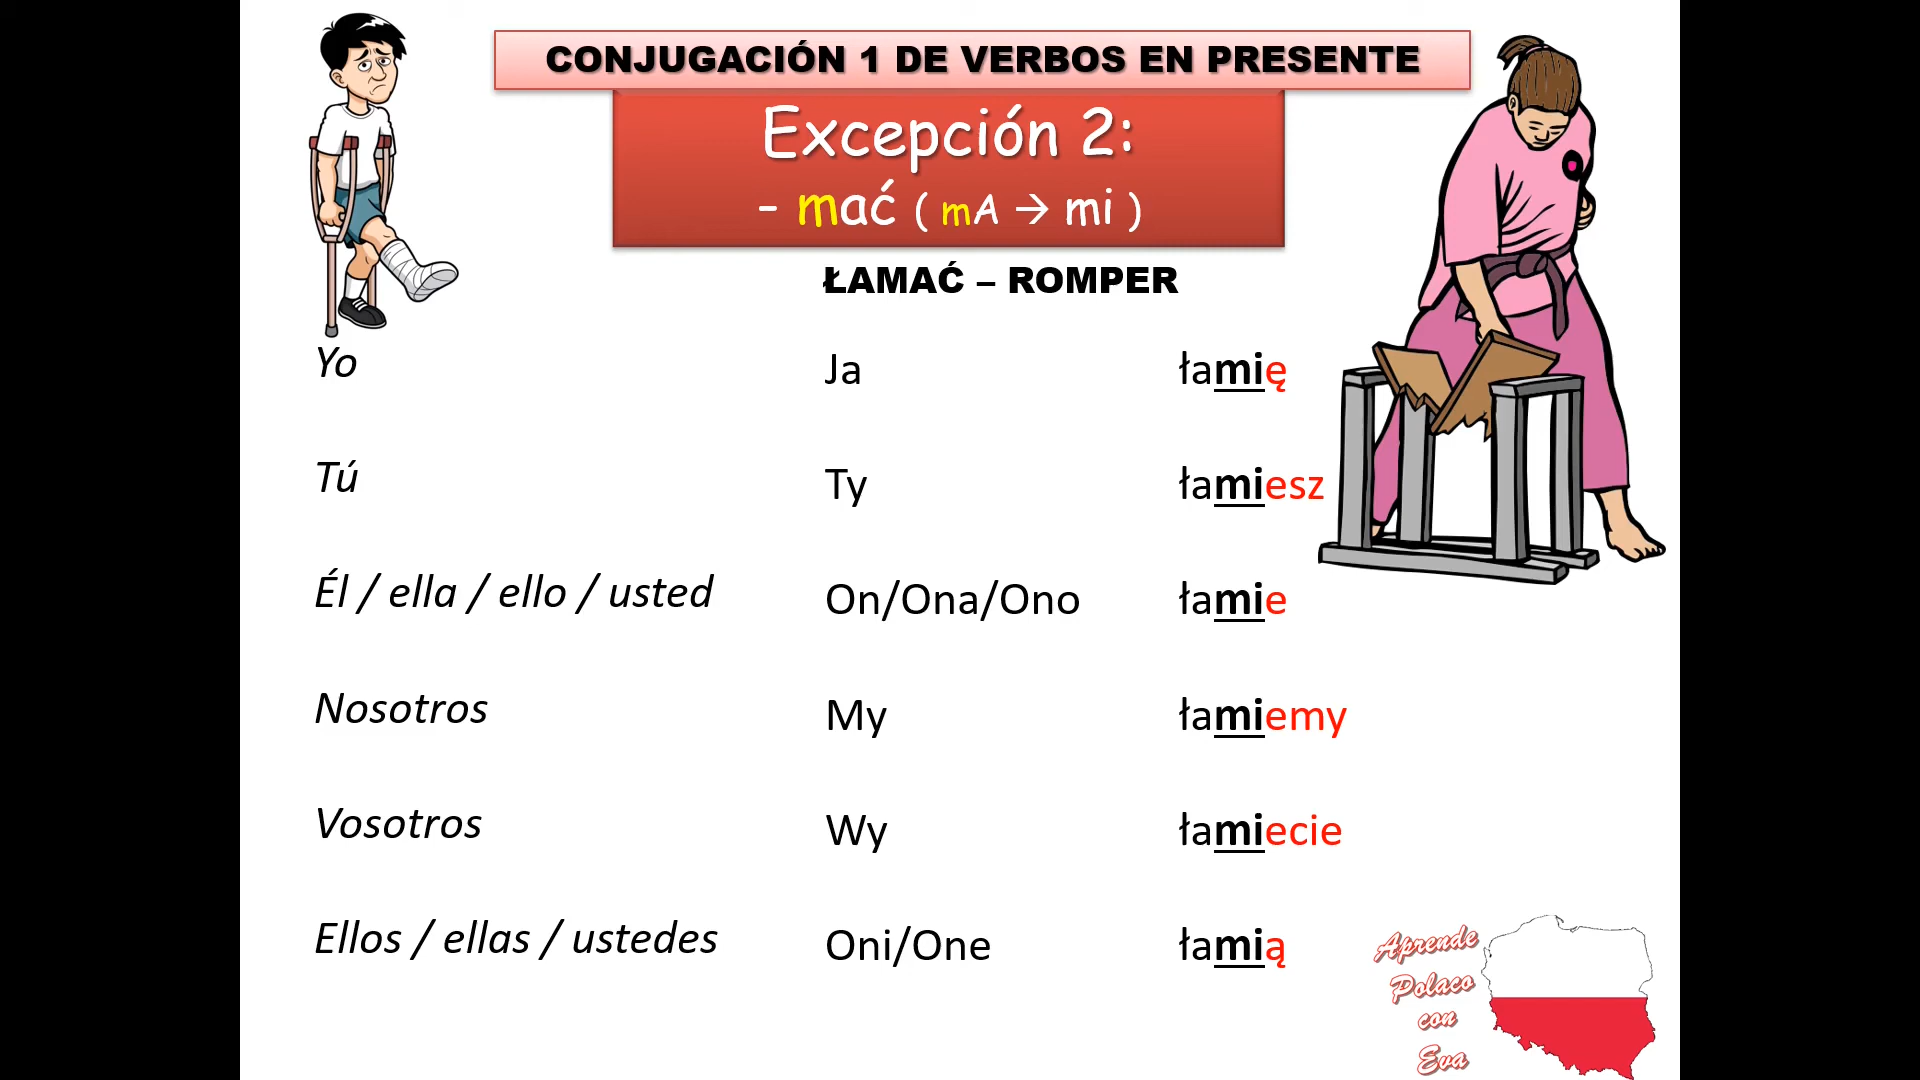 CONJUGACIÓN 1 DE VERBOS EN PRESENTE
Excepción 2:
- mać ( mA → mi )
ŁAMAĆ – ROMPER
Yo Ja łamię
Tú Ty łamiesz
Él / ella / ello / usted On/Ona/Ono łamie
Nosotros My łamiemy
Vosotros Wy łamiecie
Ellos / ellas / ustedes Oni/One łamią
Aprende
Polaco
con
Eva